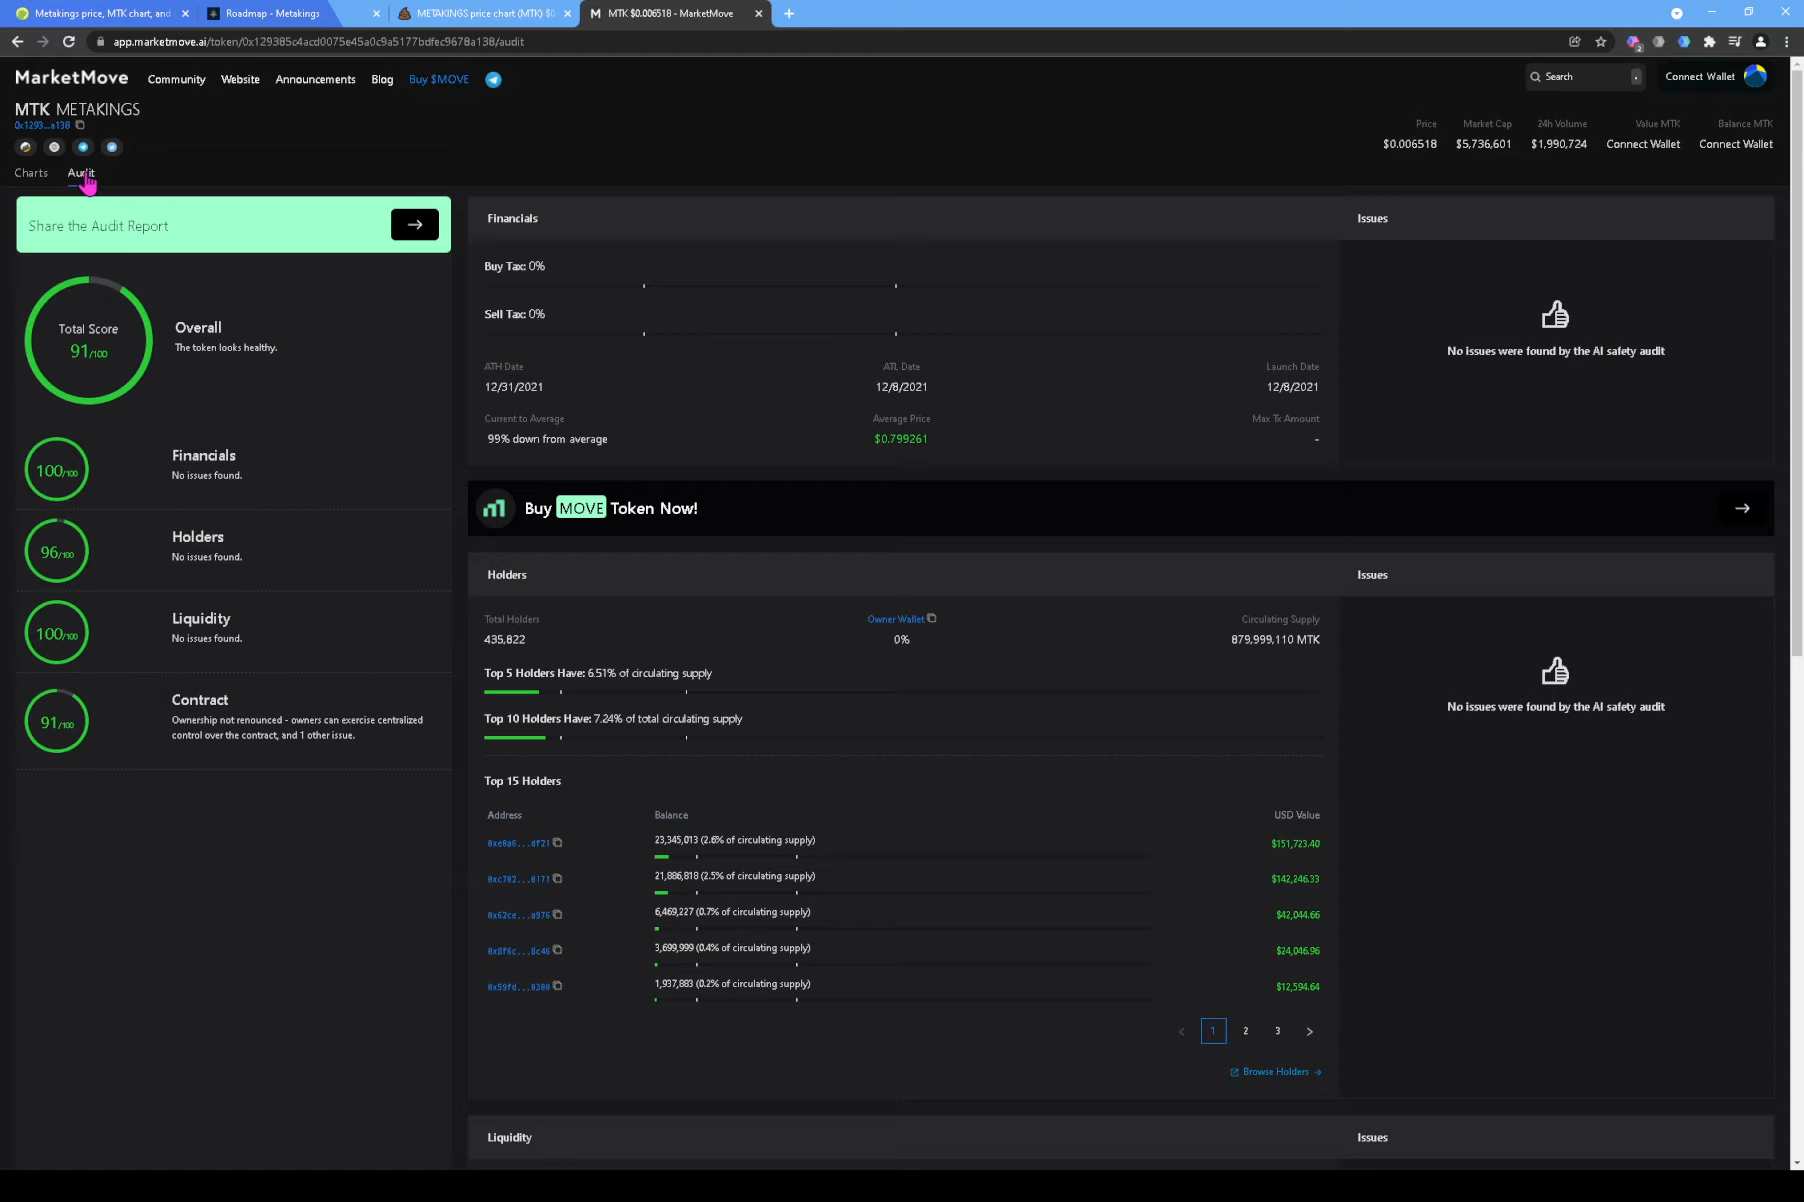 Metakings price, MTK chart, and
Roadmap - Metakings
METAKINGS price chart (MTK) $0
MTK $0.006518 - MarketMove
app.marketmove.ai/token/0x129385c4acd0075e45a0c9a5177bdfec9678a138/audit
2
MarketMove
Community
Website
Announcements
Blog
Buy $MOVE
Search
Connect Wallet
MTK METAKINGS
0x1293...a138
Price
Market Cap
24h Volume
Value MTK
Balance MTK
$0.006518
$5,736,601
$1,990,724
Connect Wallet
Connect Wallet
Charts
Audit
Share the Audit Report
Total Score
91/100
Overall
The token looks healthy.
100/100
Financials
No issues found.
96/100
Holders
No issues found.
100/100
Liquidity
No issues found.
91/100
Contract
Ownership not renounced - owners can exercise centralized
control over the contract, and 1 other issue.
Financials
Issues
Buy Tax: 0%
Sell Tax: 0%
ATH Date
ATL Date
Launch Date
12/31/2021
12/8/2021
12/8/2021
Current to Average
Average Price
Max Tx Amount
99% down from average
$0.799261
-
No issues were found by the AI safety audit
Buy MOVE Token Now!
Holders
Issues
Total Holders
Owner Wallet
Circulating Supply
435,822
0%
879,999,110 MTK
Top 5 Holders Have: 6.51% of circulating supply
Top 10 Holders Have: 7.24% of total circulating supply
No issues were found by the AI safety audit
Top 15 Holders
Address
Balance
USD Value
0xe0a6...df21
23,345,013 (2.6% of circulating supply)
$151,723.40
0xc782...0171
21,886,818 (2.5% of circulating supply)
$142,246.33
0x62ce...a976
6,469,227 (0.7% of circulating supply)
$42,044.66
0x0f6c...0c46
3,699,999 (0.4% of circulating supply)
$24,046.96
0x59fd...0300
1,937,883 (0.2% of circulating supply)
$12,594.64
1
2
3
Browse Holders
Liquidity
Issues